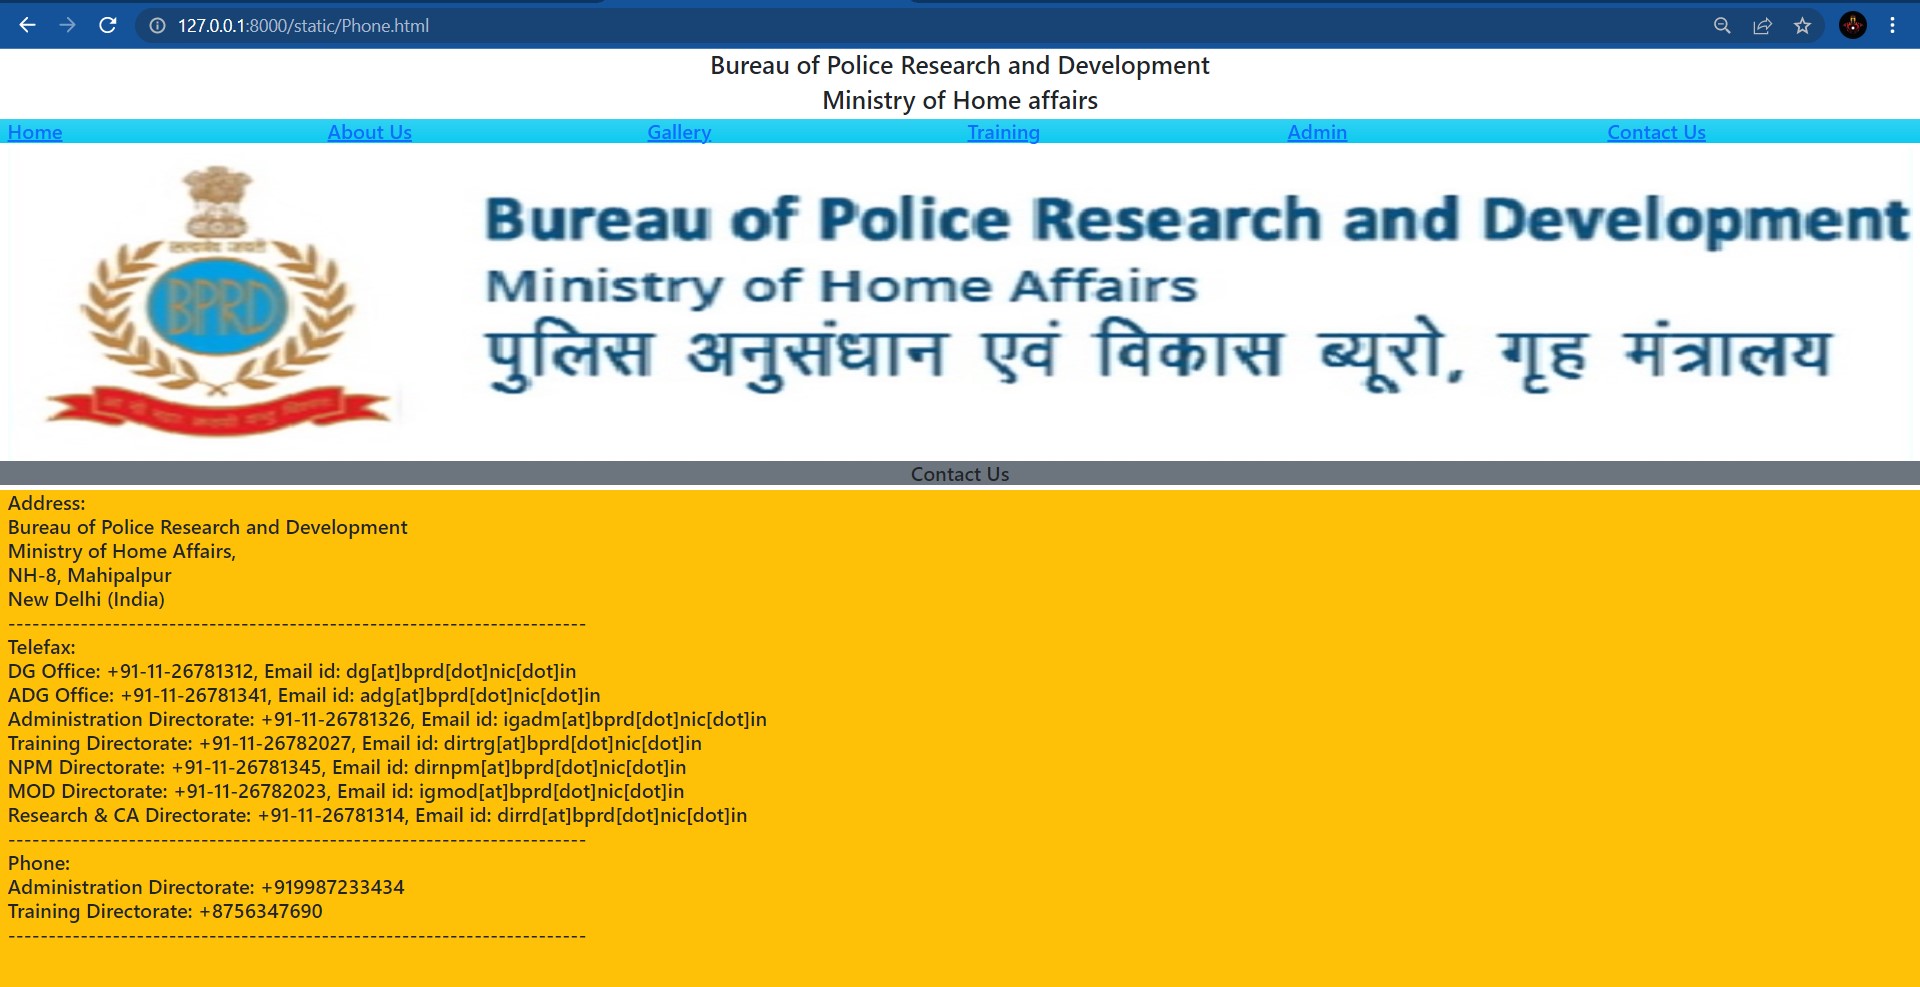 127.0.0.1:8000/static/Phone.html
Bureau of Police Research and Development
Ministry of Home affairs
Home About Us Gallery Training Admin Contact Us
सत्यमेव जयते
BPRD
Bureau of Police Research and Development
Ministry of Home Affairs
पुलिस अनुसंधान एवं विकास ब्यूरो, गृह मंत्रालय
Contact Us
Address:
Bureau of Police Research and Development
Ministry of Home Affairs,
NH-8, Mahipalpur
New Delhi (India)
------------------------------------------------------------------------
Telefax:
DG Office: +91-11-26781312, Email id: dg[at]bprd[dot]nic[dot]in
ADG Office: +91-11-26781341, Email id: adg[at]bprd[dot]nic[dot]in
Administration Directorate: +91-11-26781326, Email id: igadm[at]bprd[dot]nic[dot]in
Training Directorate: +91-11-26782027, Email id: dirtrg[at]bprd[dot]nic[dot]in
NPM Directorate: +91-11-26781345, Email id: dirnpm[at]bprd[dot]nic[dot]in
MOD Directorate: +91-11-26782023, Email id: igmod[at]bprd[dot]nic[dot]in
Research & CA Directorate: +91-11-26781314, Email id: dirrd[at]bprd[dot]nic[dot]in
------------------------------------------------------------------------
Phone:
Administration Directorate: +919987233434
Training Directorate: +8756347690
------------------------------------------------------------------------